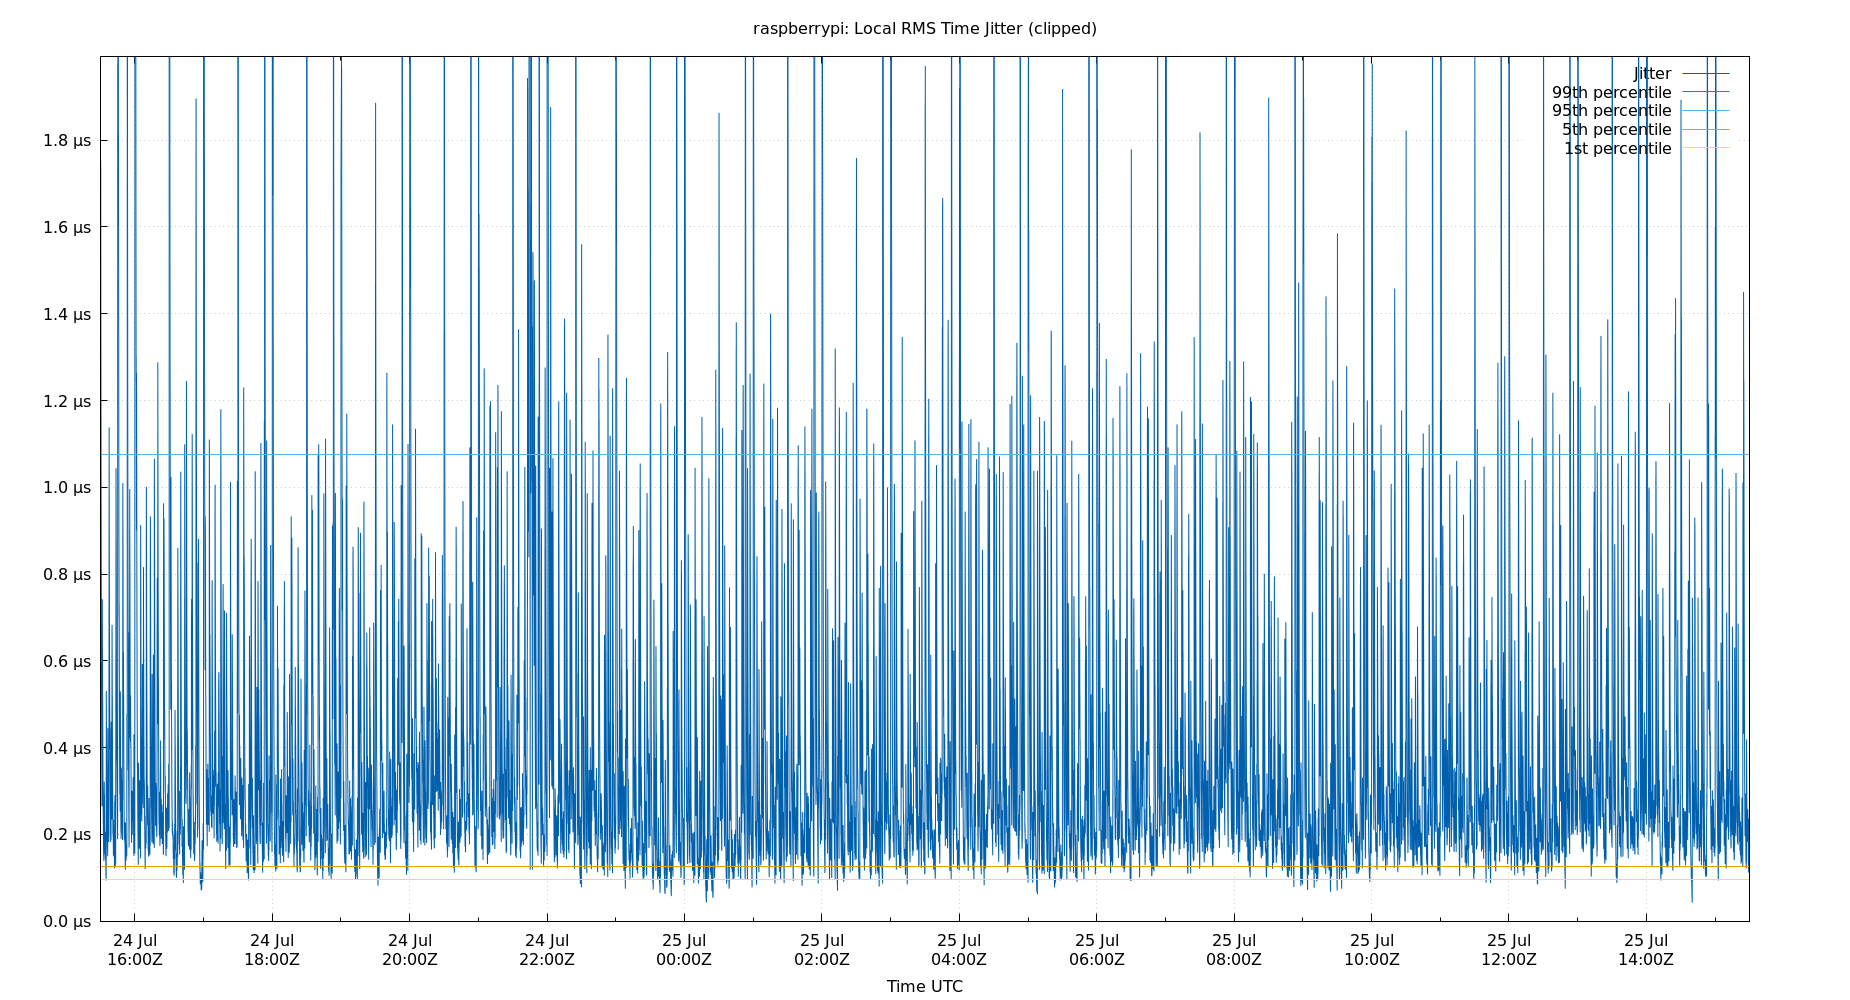 raspberrypi: Local RMS Time Jitter (clipped)
Jitter
99th percentile
95th percentile
5th percentile
1st percentile
1.8 μs
1.6 μs
1.4 μs
1.2 μs
1.0 μs
0.8 μs
0.6 μs
0.4 μs
0.2 μs
0.0 μs
24 Jul 24 Jul 24 Jul 24 Jul 25 Jul 25 Jul 25 Jul 25 Jul 25 Jul 25 Jul 25 Jul 25 Jul
16:00Z 18:00Z 20:00Z 22:00Z 00:00Z 02:00Z 04:00Z 06:00Z 08:00Z 10:00Z 12:00Z 14:00Z
Time UTC